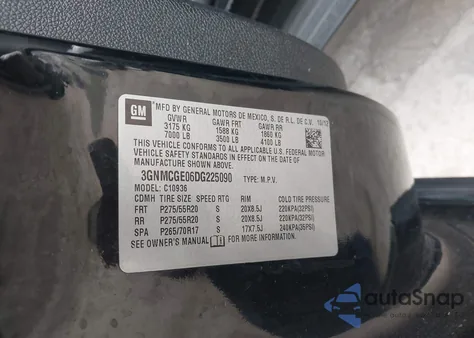 GM
MFD BY GENERAL MOTORS DE MEXICO, S. DE R.L. DE C.V. 10/12
GVWR GAWR FRT GAWR RR
3175 KG 1588 KG 1860 KG
7000 LB 3500 LB 4100 LB
THIS VEHICLE CONFORMS TO ALL APPLICABLE U.S. FEDERAL MOTOR
VEHICLE SAFETY STANDARDS IN EFFECT ON THE DATE OF
MANUFACTURE SHOWN ABOVE.
3GNMCGE06DG225090 TYPE: M.P.V.
MODEL: C10936
CDMH TIRE SIZE SPEED RTG RIM COLD TIRE PRESSURE
FRT P275/55R20 S 20X8.5J 220KPA(32PSI)
RR P275/55R20 S 20X8.5J 220KPA(32PSI)
SPA P265/70R17 S 17X7.5J 240KPA(35PSI)
SEE OWNER'S MANUAL FOR MORE INFORMATION.
autoSnap